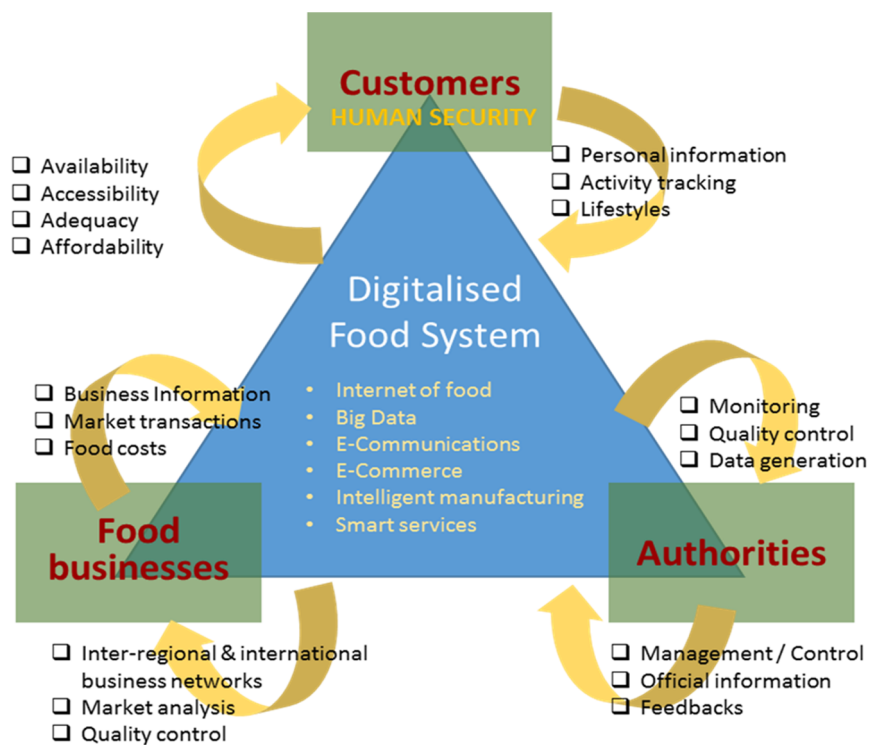 Customers
HUMAN SECURITY
❑ Availability
❑ Accessibility
❑ Adequacy
❑ Affordability
❑ Personal information
❑ Activity tracking
❑ Lifestyles
Digitalised
Food System
• Internet of food
• Big Data
• E-Communications
• E-Commerce
• Intelligent manufacturing
• Smart services
❑ Business Information
❑ Market transactions
❑ Food costs
❑ Monitoring
❑ Quality control
❑ Data generation
Food
businesses
Authorities
❑ Inter-regional & international
business networks
❑ Market analysis
❑ Quality control
❑ Management / Control
❑ Official information
❑ Feedbacks